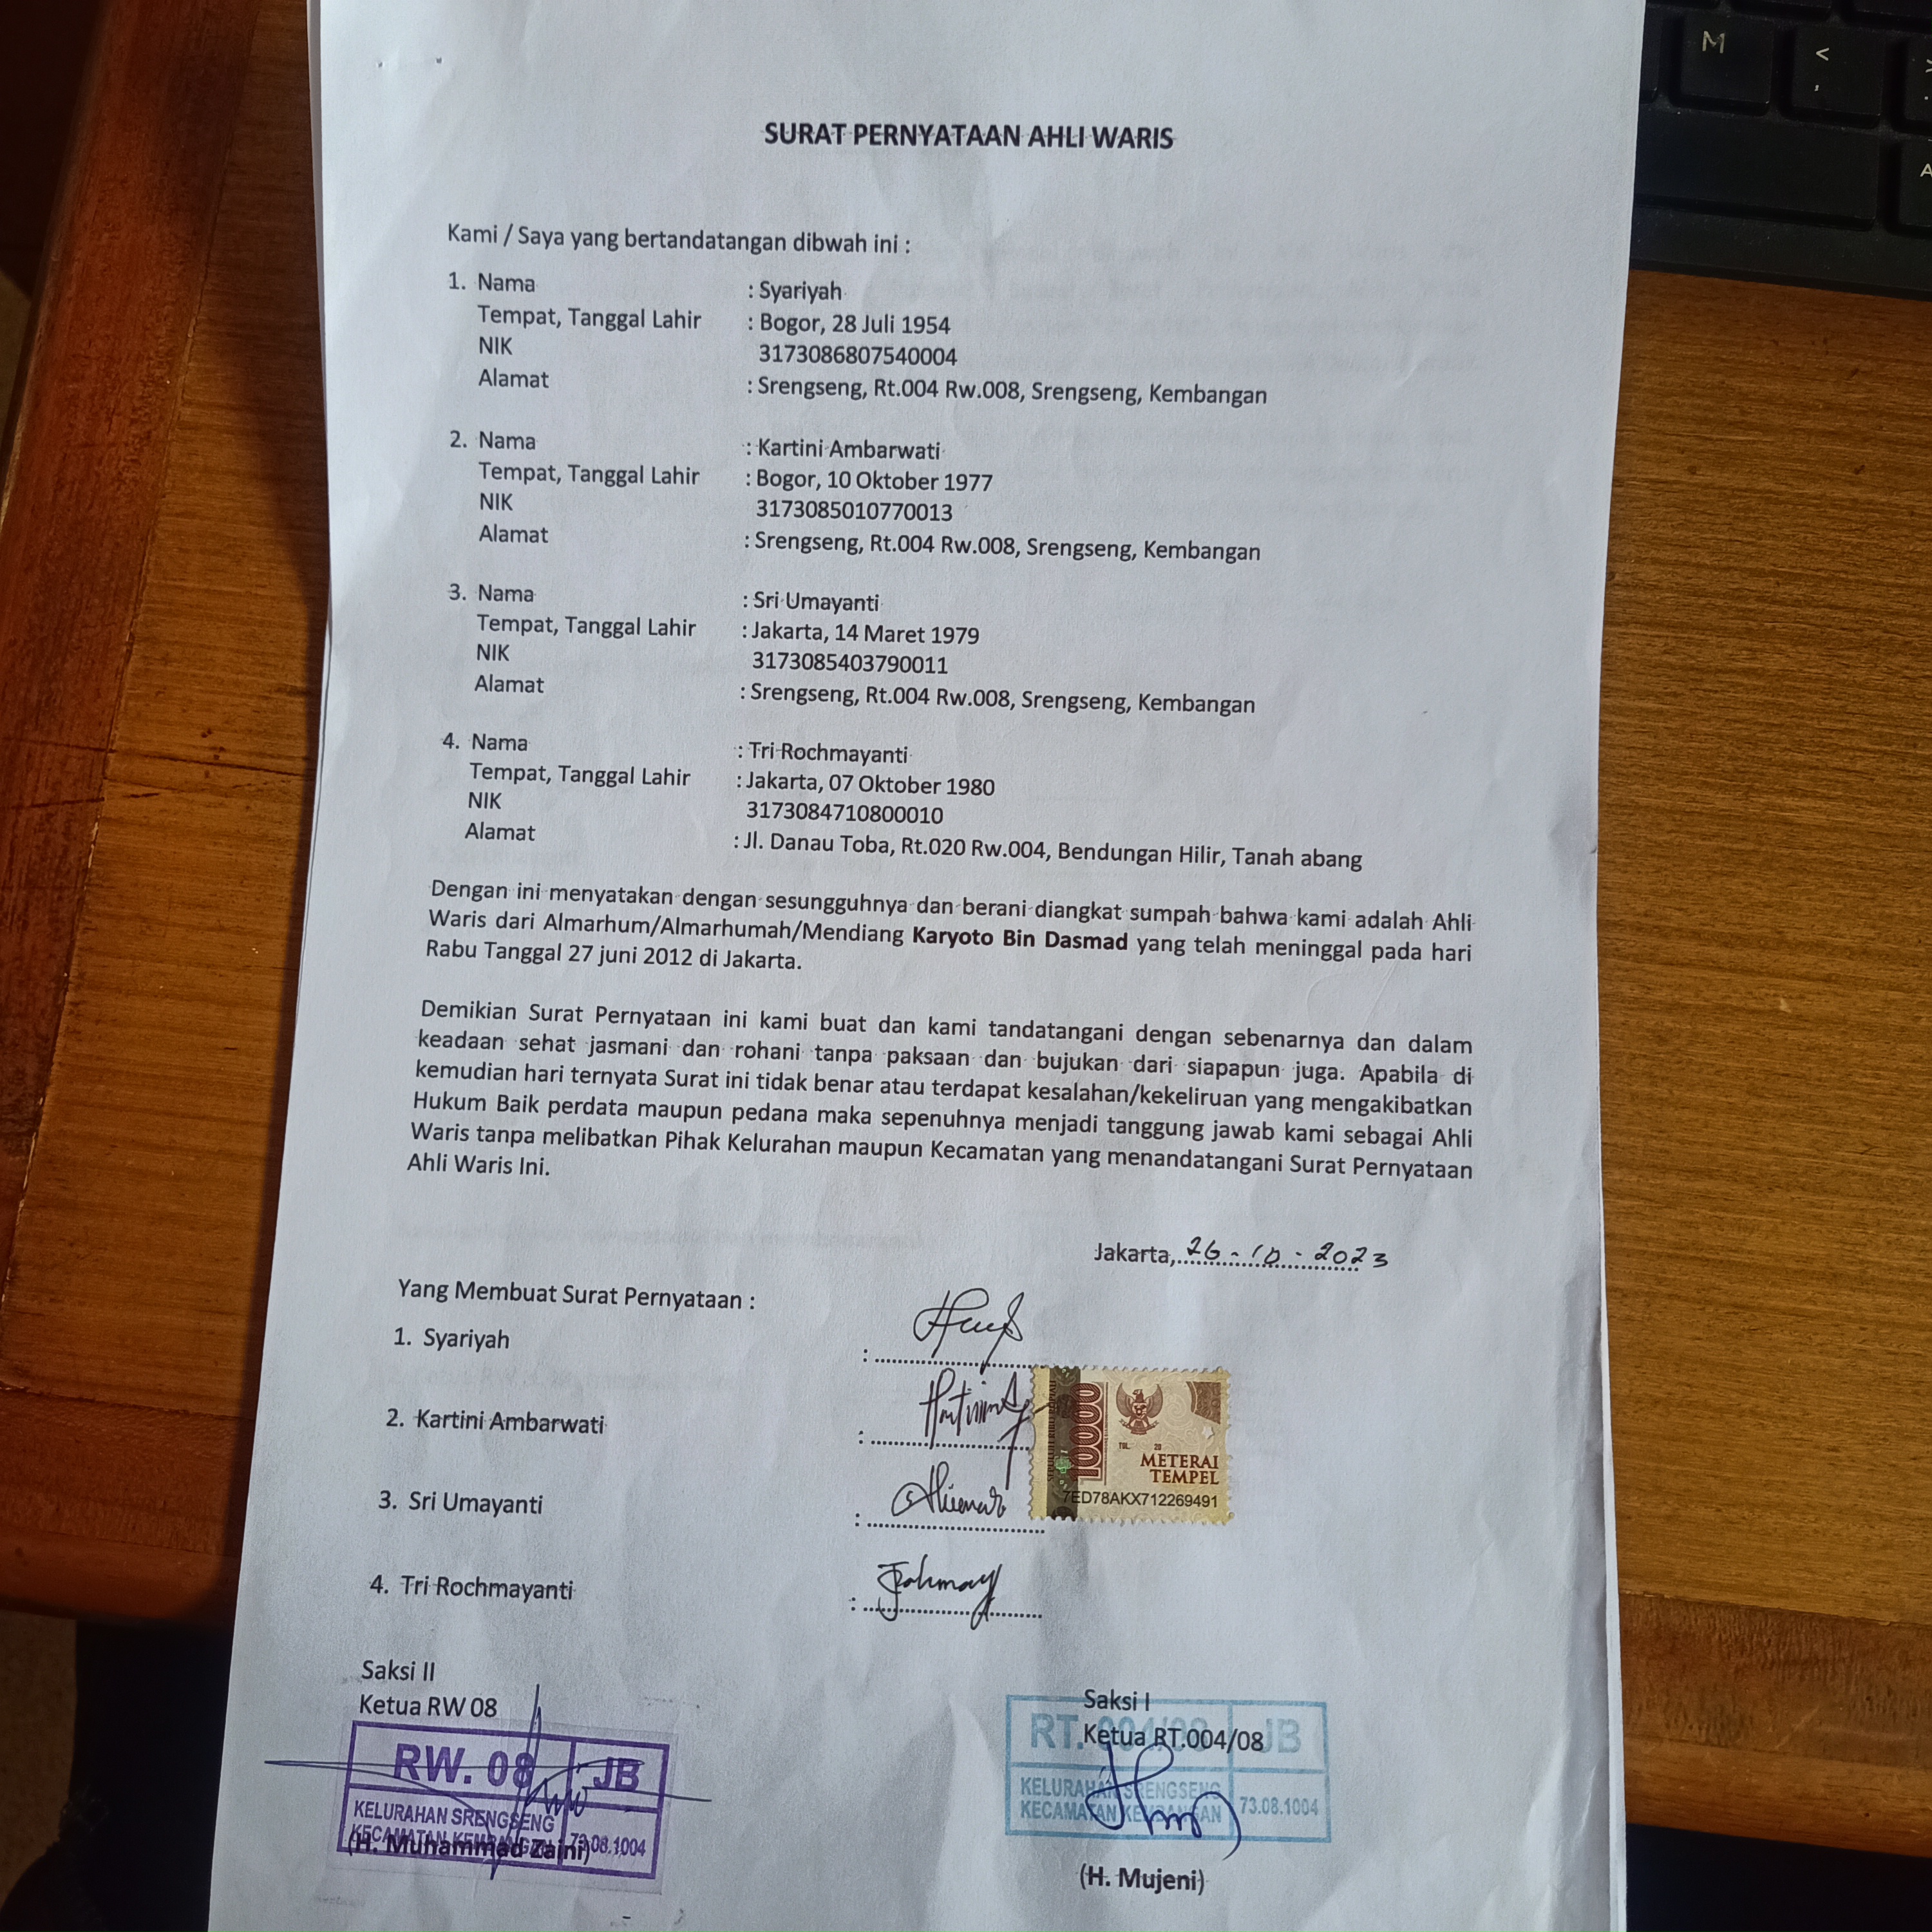 SURAT PERNYATAAN AHLI WARIS
Kami / Saya yang bertandatangan dibwah ini :
1. Nama : Syariyah
Tempat, Tanggal Lahir : Bogor, 28 Juli 1954
NIK 3173086807540004
Alamat : Srengseng, Rt.004 Rw.008, Srengseng, Kembangan
2. Nama : Kartini Ambarwati
Tempat, Tanggal Lahir : Bogor, 10 Oktober 1977
NIK 3173085010770013
Alamat : Srengseng, Rt.004 Rw.008, Srengseng, Kembangan
3. Nama : Sri Umayanti
Tempat, Tanggal Lahir : Jakarta, 14 Maret 1979
NIK 3173085403790011
Alamat : Srengseng, Rt.004 Rw.008, Srengseng, Kembangan
4. Nama : Tri Rochmayanti
Tempat, Tanggal Lahir : Jakarta, 07 Oktober 1980
NIK 3173084710800010
Alamat : Jl. Danau Toba, Rt.020 Rw.004, Bendungan Hilir, Tanah abang
Dengan ini menyatakan dengan sesungguhnya dan berani diangkat sumpah bahwa kami adalah Ahli
Waris dari Almarhum/Almarhumah/Mendiang Karyoto Bin Dasmad yang telah meninggal pada hari
Rabu Tanggal 27 juni 2012 di Jakarta.
Demikian Surat Pernyataan ini kami buat dan kami tandatangani dengan sebenarnya dan dalam
keadaan sehat jasmani dan rohani tanpa paksaan dan bujukan dari siapapun juga. Apabila di
kemudian hari ternyata Surat ini tidak benar atau terdapat kesalahan/kekeliruan yang mengakibatkan
Hukum Baik perdata maupun pedana maka sepenuhnya menjadi tanggung jawab kami sebagai Ahli
Waris tanpa melibatkan Pihak Kelurahan maupun Kecamatan yang menandatangani Surat Pernyataan
Ahli Waris Ini.
Jakarta, 26-10-2023
Yang Membuat Surat Pernyataan :
1. Syariyah :
2. Kartini Ambarwati :
3. Sri Umayanti :
4. Tri Rochmayanti :
10000
TGL. 20
METERAI
TEMPEL
7ED78AKX712269491
Saksi II
Ketua RW 08
RW. 08 JB
KELURAHAN SRENGSENG
KECAMATAN KEMBANGAN 73.08.1004
(H. Muhammad Zaini)
Saksi I
Ketua RT.004/08
RT.004/08 JB
KELURAHAN SRENGSENG
KECAMATAN KEMBANGAN 73.08.1004
(H. Mujeni)
M
<
,